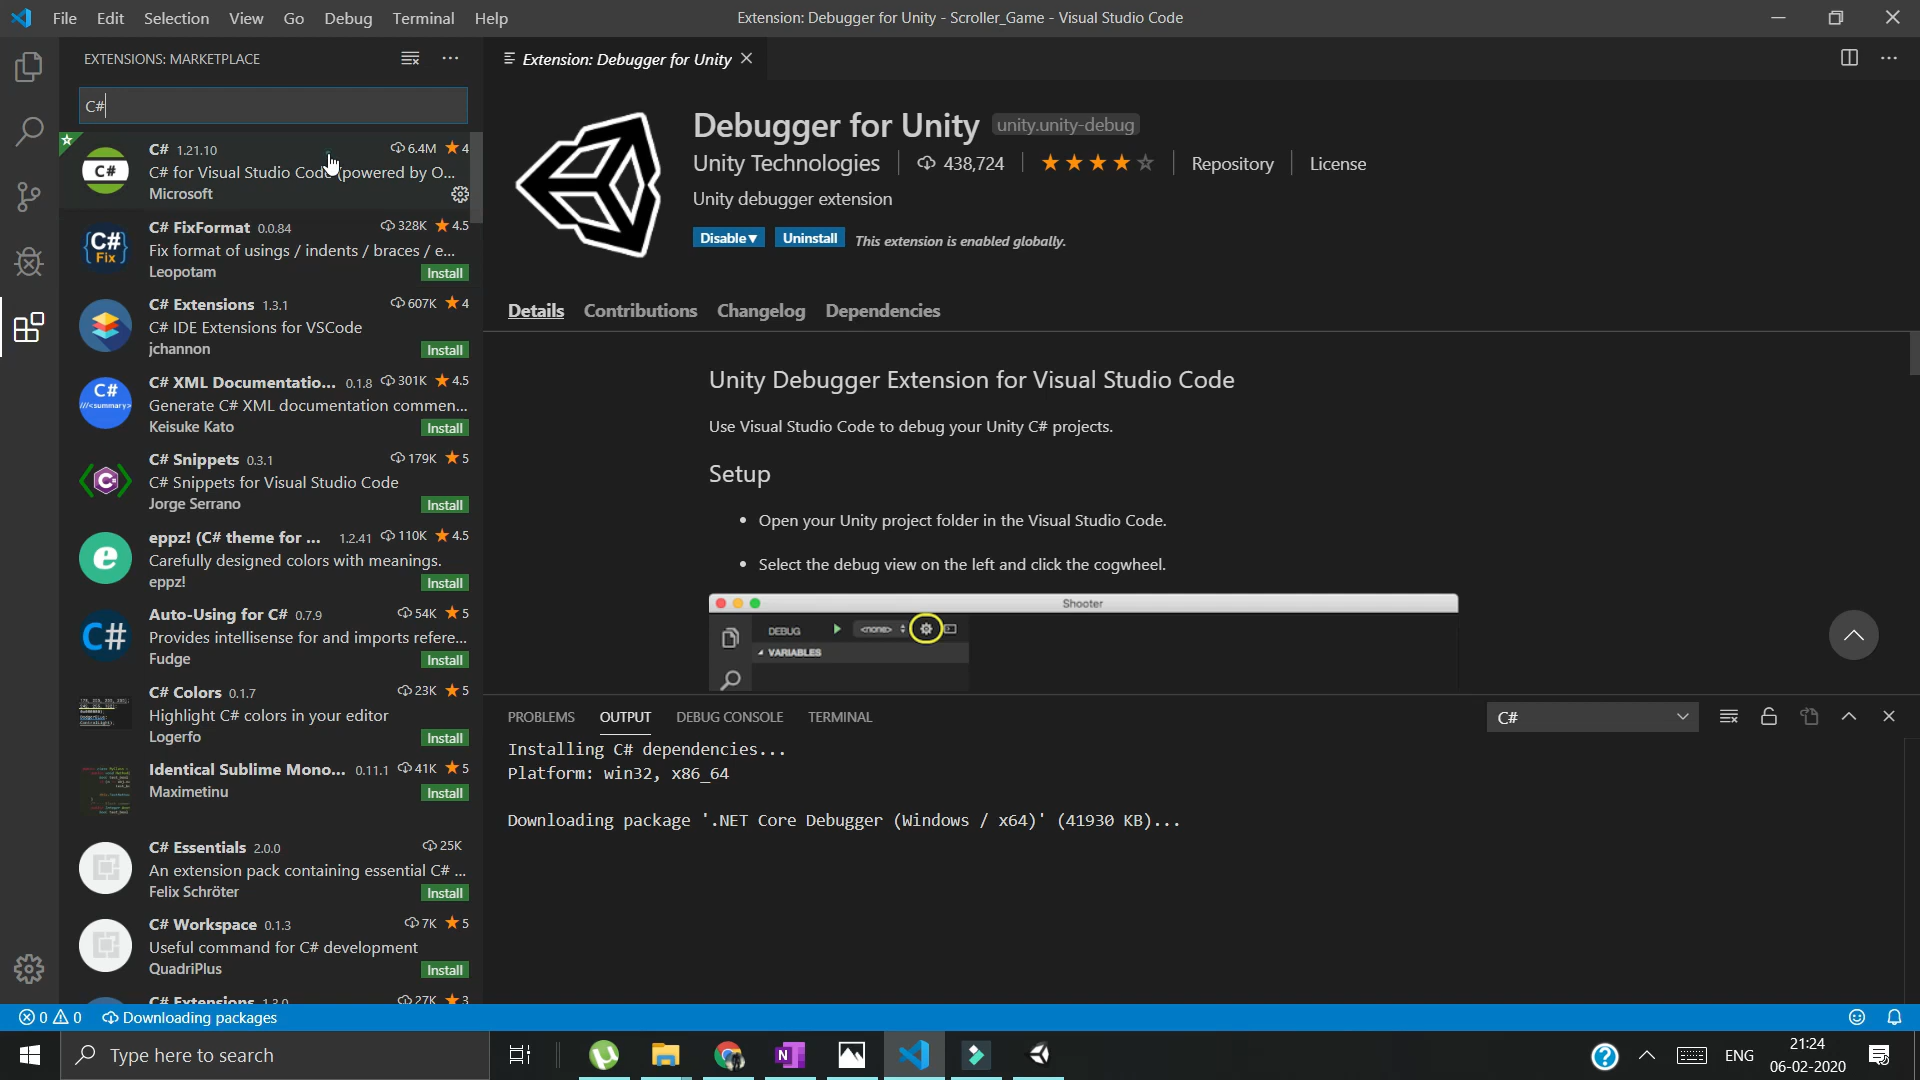 File Edit Selection View Go Debug Terminal Help
Extension: Debugger for Unity - Scroller_Game - Visual Studio Code
EXTENSIONS: MARKETPLACE
C#
C# 1.21.10 6.4M 4
C# for Visual Studio Code (powered by O...
Microsoft
C# FixFormat 0.0.84 328K 4.5
Fix format of usings / indents / braces / e...
Leopotam Install
C# Extensions 1.3.1 607K 4
C# IDE Extensions for VSCode
jchannon Install
C# XML Documentatio... 0.1.8 301K 4.5
Generate C# XML documentation commen...
Keisuke Kato Install
C# Snippets 0.3.1 179K 5
C# Snippets for Visual Studio Code
Jorge Serrano Install
eppz! (C# theme for ... 1.2.41 110K 4.5
Carefully designed colors with meanings.
eppz! Install
Auto-Using for C# 0.7.9 54K 5
Provides intellisense for and imports refere...
Fudge Install
C# Colors 0.1.7 23K 5
Highlight C# colors in your editor
Logerfo Install
Identical Sublime Mono... 0.11.1 41K 5
Maximetinu Install
C# Essentials 2.0.0 25K
An extension pack containing essential C# ...
Felix Schröter Install
C# Workspace 0.1.3 7K 5
Useful command for C# development
QuadriPlus Install
C# Extensions 1.3.0 27K 3
Extension: Debugger for Unity
Debugger for Unity unity.unity-debug
Unity Technologies 438,724 Repository License
Unity debugger extension
Disable Uninstall This extension is enabled globally.
Details Contributions Changelog Dependencies
Unity Debugger Extension for Visual Studio Code
Use Visual Studio Code to debug your Unity C# projects.
Setup
Open your Unity project folder in the Visual Studio Code.
Select the debug view on the left and click the cogwheel.
Shooter
DEBUG <none>
VARIABLES
PROBLEMS OUTPUT DEBUG CONSOLE TERMINAL C#
Installing C# dependencies...
Platform: win32, x86_64
Downloading package '.NET Core Debugger (Windows / x64)' (41930 KB)...
0 0 Downloading packages
Type here to search
ENG
21:24
06-02-2020